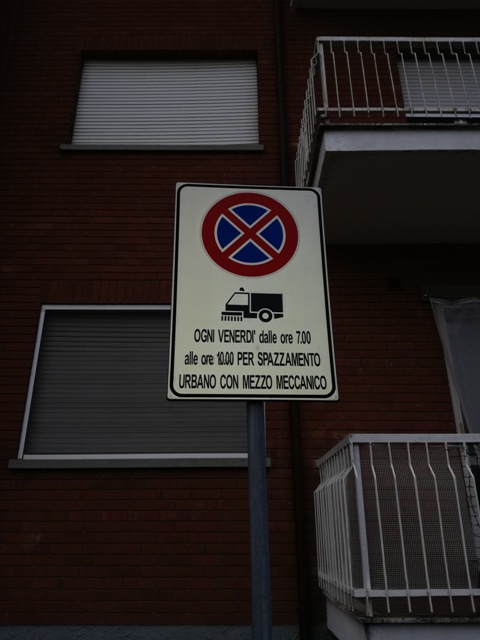 OGNI VENERDI' dalle ore 7.00
alle ore 10.00 PER SPAZZAMENTO
URBANO CON MEZZO MECCANICO